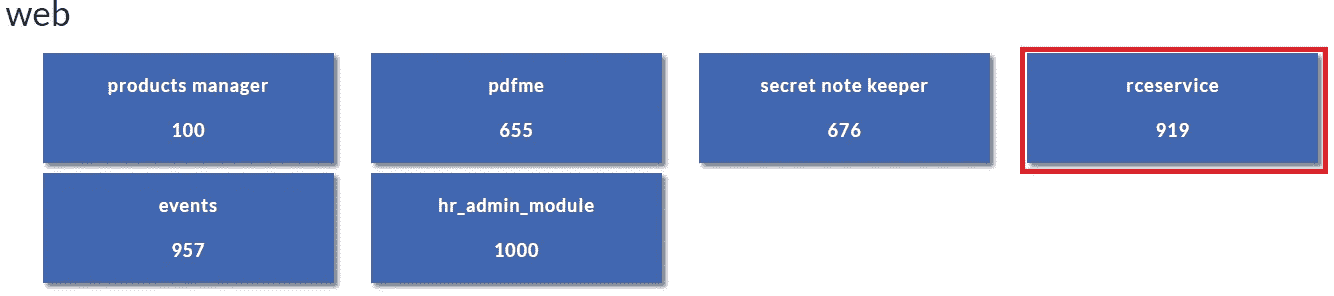 web
products manager
100
pdfme
655
secret note keeper
676
rceservice
919
events
957
hr_admin_module
1000